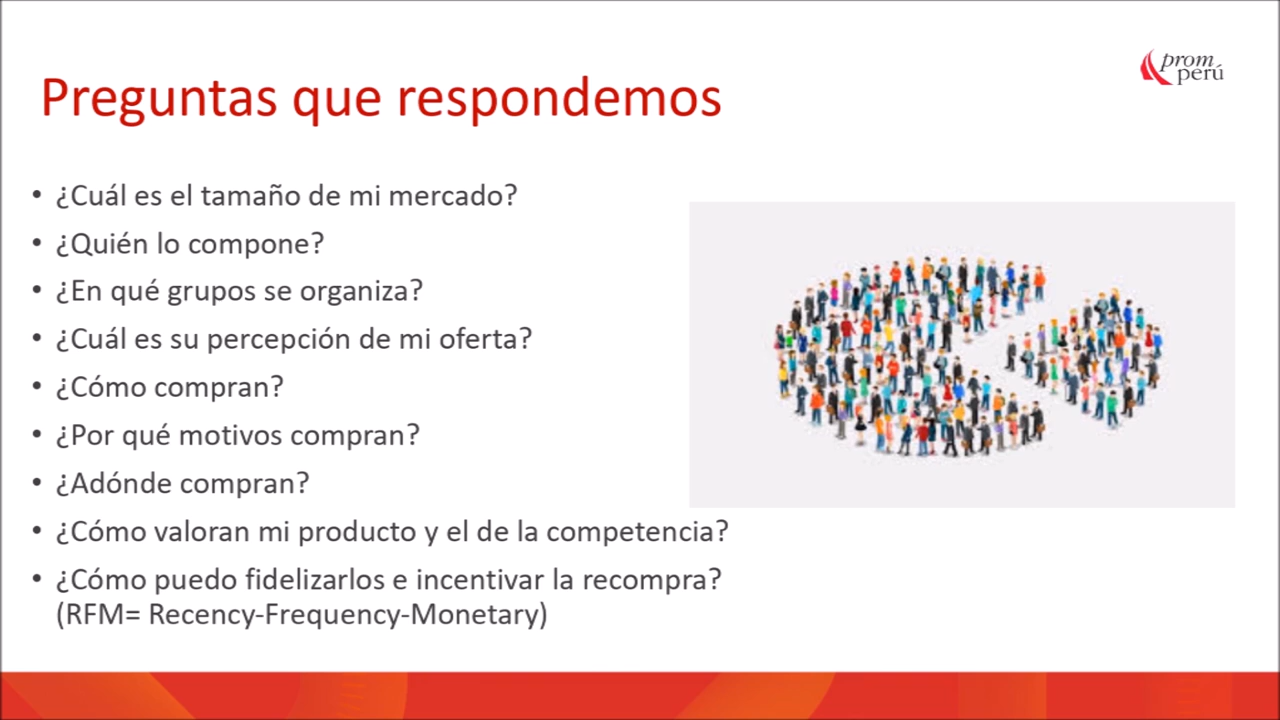 prom
perú
Preguntas que respondemos
• ¿Cuál es el tamaño de mi mercado?
• ¿Quién lo compone?
• ¿En qué grupos se organiza?
• ¿Cuál es su percepción de mi oferta?
• ¿Cómo compran?
• ¿Por qué motivos compran?
• ¿Adónde compran?
• ¿Cómo valoran mi producto y el de la competencia?
• ¿Cómo puedo fidelizarlos e incentivar la recompra?
(RFM= Recency-Frequency-Monetary)